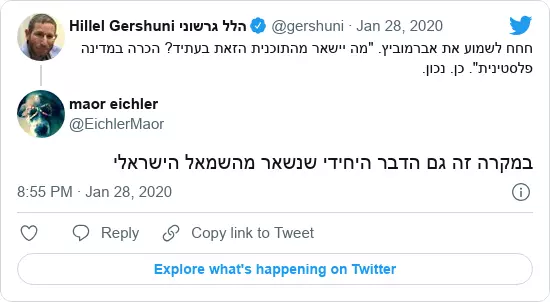 Hillel Gershuni הלל גרשוני @gershuni · Jan 28, 2020
חחח לשמוע את אברמוביץ. "מה יישאר מהתוכנית הזאת בעתיד? הכרה במדינה
פלסטינית". כן. נכון.
maor eichler
@EichlerMaor
במקרה זה גם הדבר היחידי שנשאר מהשמאל הישראלי
8:55 PM · Jan 28, 2020
Reply Copy link to Tweet
Explore what's happening on Twitter